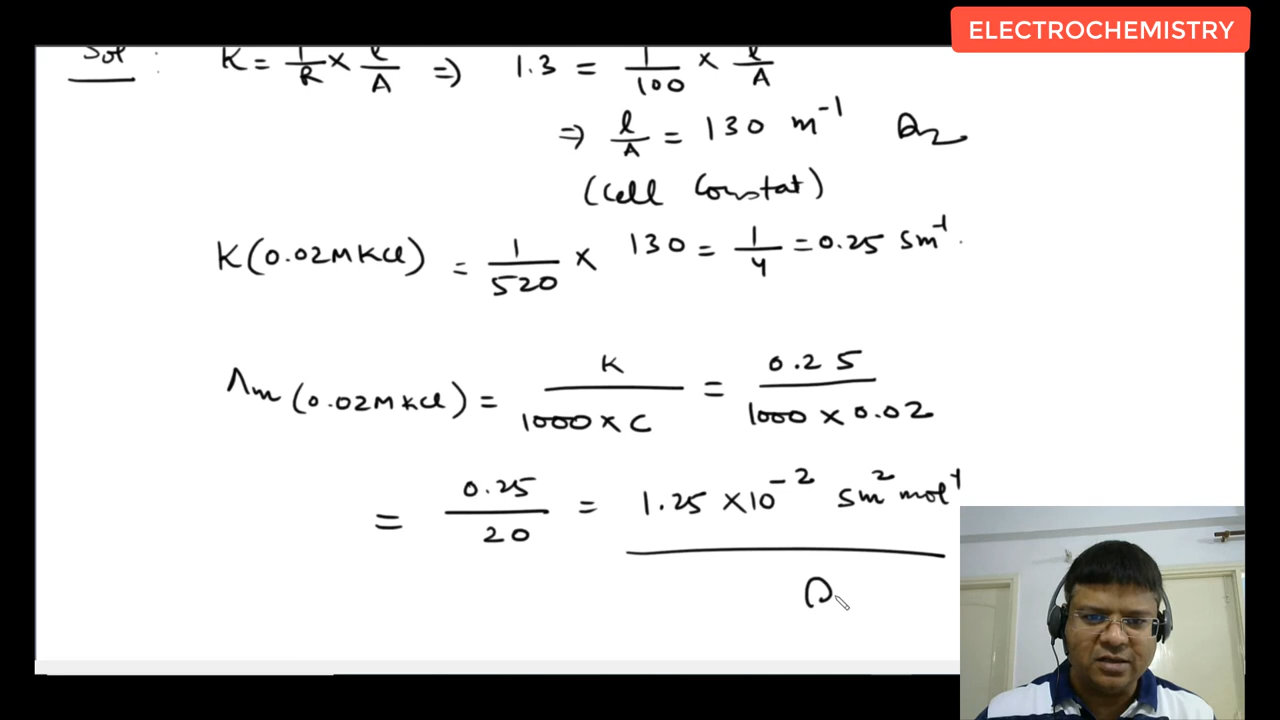 ELECTROCHEMISTRY
Sol : K = 1/R × l/A ⇒ 1.3 = 1/100 × l/A
⇒ l/A = 130 m⁻¹
(Cell Constat)
K(0.02M KCl) = 1/520 × 130 = 1/4 = 0.25 Sm⁻¹.
Λm (0.02M KCl) = K/(1000 × C) = 0.25/(1000 × 0.02)
= 0.25/20 = 1.25 × 10⁻² Sm² mol⁻¹